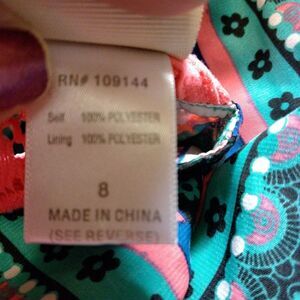 RN# 109144
Self 100% POLYESTER
Lining 100% POLYESTER
8
MADE IN CHINA
(SEE REVERSE)